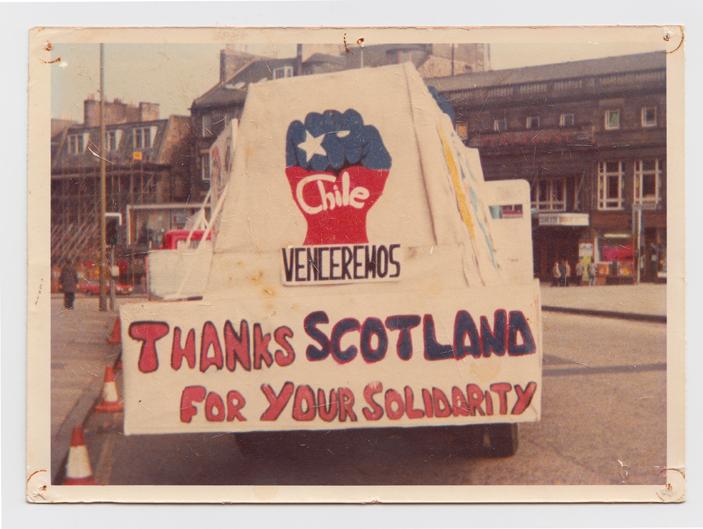 Chile
VENCEREMOS
THANKS SCOTLAND
FOR YOUR SOLIDARITY